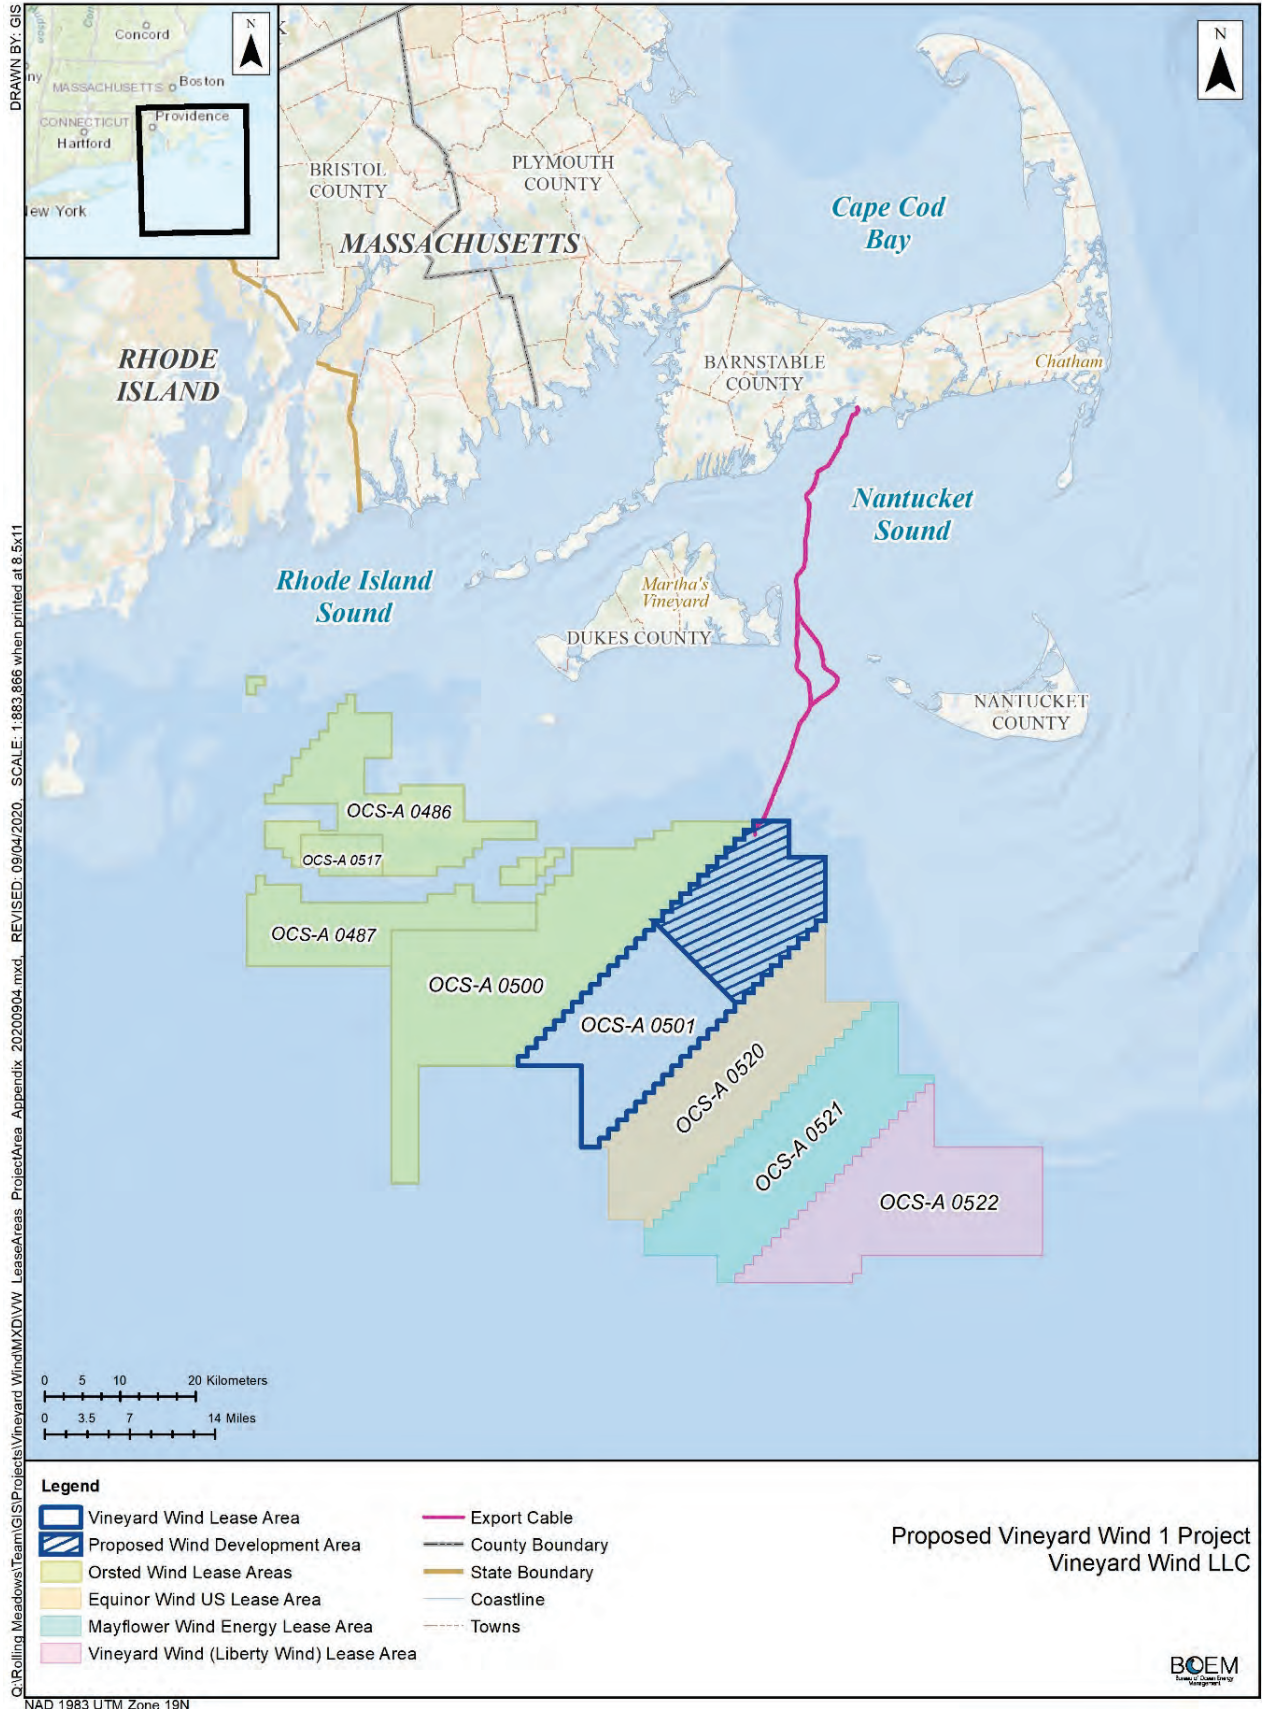 DRAWN BY: GIS
Q:\Rolling Meadows\Team\GIS\Projects\Vineyard Wind\MXD\VW_LeaseAreas_ProjectArea_Appendix_20200904.mxd, REVISED: 09/04/2020, SCALE: 1:883,866 when printed at 8.5x11
Concord
N
MASSACHUSETTS
Boston
CONNECTICUT
Providence
Hartford
New York
N
BRISTOL
COUNTY
PLYMOUTH
COUNTY
Cape Cod
Bay
MASSACHUSETTS
RHODE
ISLAND
BARNSTABLE
COUNTY
Chatham
Nantucket
Sound
Rhode Island
Sound
Martha's
Vineyard
DUKES COUNTY
NANTUCKET
COUNTY
OCS-A 0486
OCS-A 0517
OCS-A 0487
OCS-A 0500
OCS-A 0501
OCS-A 0520
OCS-A 0521
OCS-A 0522
0 5 10 20 Kilometers
0 3.5 7 14 Miles
Legend
Vineyard Wind Lease Area
Proposed Wind Development Area
Orsted Wind Lease Areas
Equinor Wind US Lease Area
Mayflower Wind Energy Lease Area
Vineyard Wind (Liberty Wind) Lease Area
Export Cable
County Boundary
State Boundary
Coastline
Towns
Proposed Vineyard Wind 1 Project
Vineyard Wind LLC
BOEM
Bureau of Ocean Energy
Management
NAD 1983 UTM Zone 19N